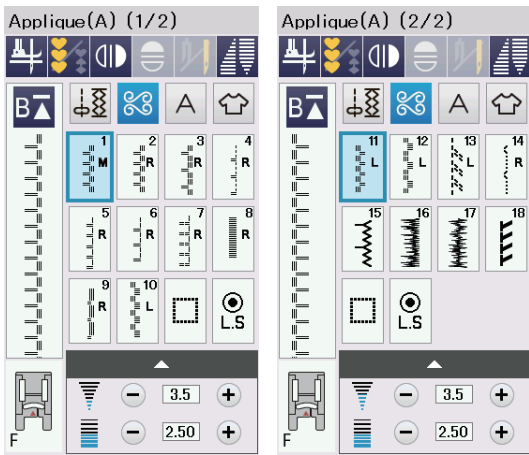 Applique(A) (1/2)
B
A
1
M
2
R
3
R
4
R
5
R
6
R
7
R
8
R
9
R
10
L
L.S
F
3.5
2.50
Applique(A) (2/2)
B
A
11
L
12
L
13
L
14
R
15
16
17
18
L.S
F
3.5
2.50